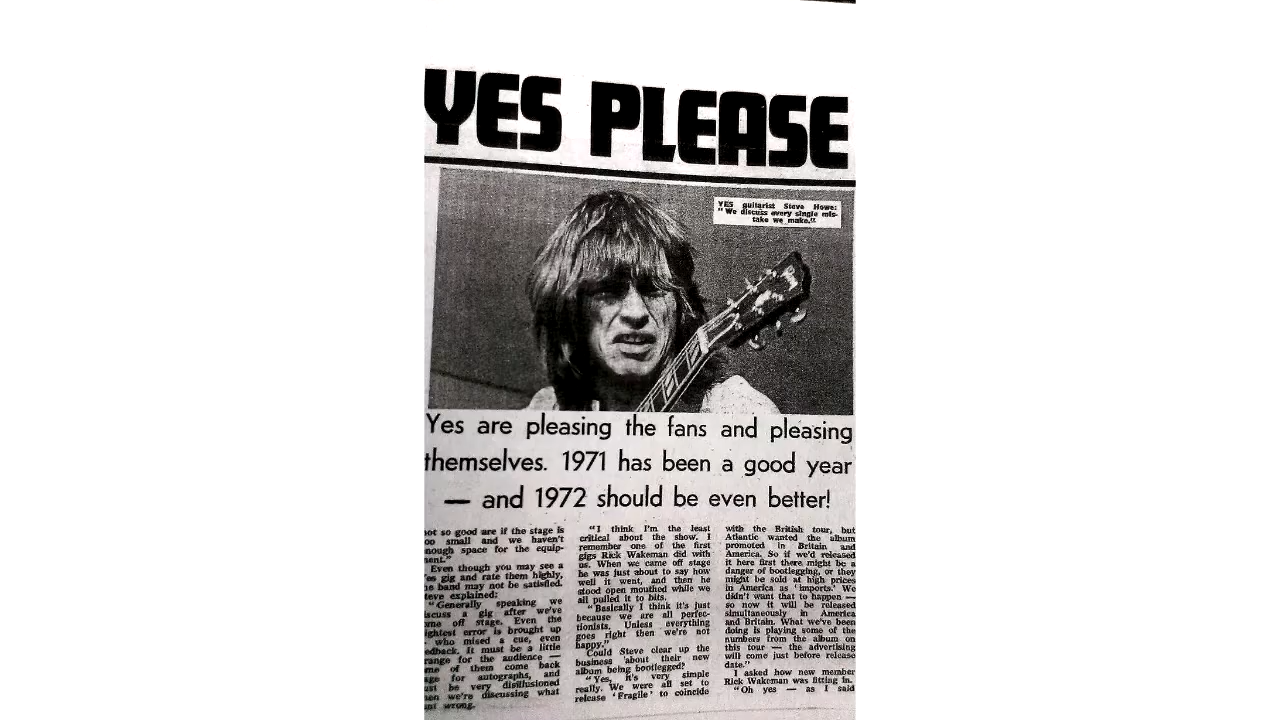 YES PLEASE
YES guitarist Steve Howe:
"We discuss every single mis-
take we make."
Yes are pleasing the fans and pleasing
themselves. 1971 has been a good year
— and 1972 should be even better!
not so good are if the stage is
too small and we haven't
enough space for the equip-
ment."
Even though you may see a
Yes gig and rate them highly,
the band may not be satisfied.
Steve explained:
"Generally speaking we
discuss a gig after we've
come off stage. Even the
slightest error is brought up
- who mised a cue, even
feedback. It must be a little
strange for the audience —
some of them come back
stage for autographs, and
must be very disillusioned
when we're discussing what
went wrong.
"I think I'm the least
critical about the show. I
remember one of the first
gigs Rick Wakeman did with
us. When we came off stage
he was just about to say how
well it went, and then he
stood open mouthed while we
all pulled it to bits.
"Basically I think it's just
because we are all perfec-
tionists. Unless everything
goes right then we're not
happy."
Could Steve clear up the
business about their new
album being bootlegged?
"Yes, it's very simple
really. We were all set to
release 'Fragile' to coincide
with the British tour, but
Atlantic wanted the album
promoted in Britain and
America. So if we'd released
it here first there might be a
danger of bootlegging, or they
might be sold at high prices
in America as 'imports.' We
didn't want that to happen —
so now it will be released
simultaneously in America
and Britain. What we've been
doing is playing some of the
numbers from the album on
this tour — the advertising
will come just before release
date."
I asked how new member
Rick Wakeman was fitting in.
"Oh yes — as I said